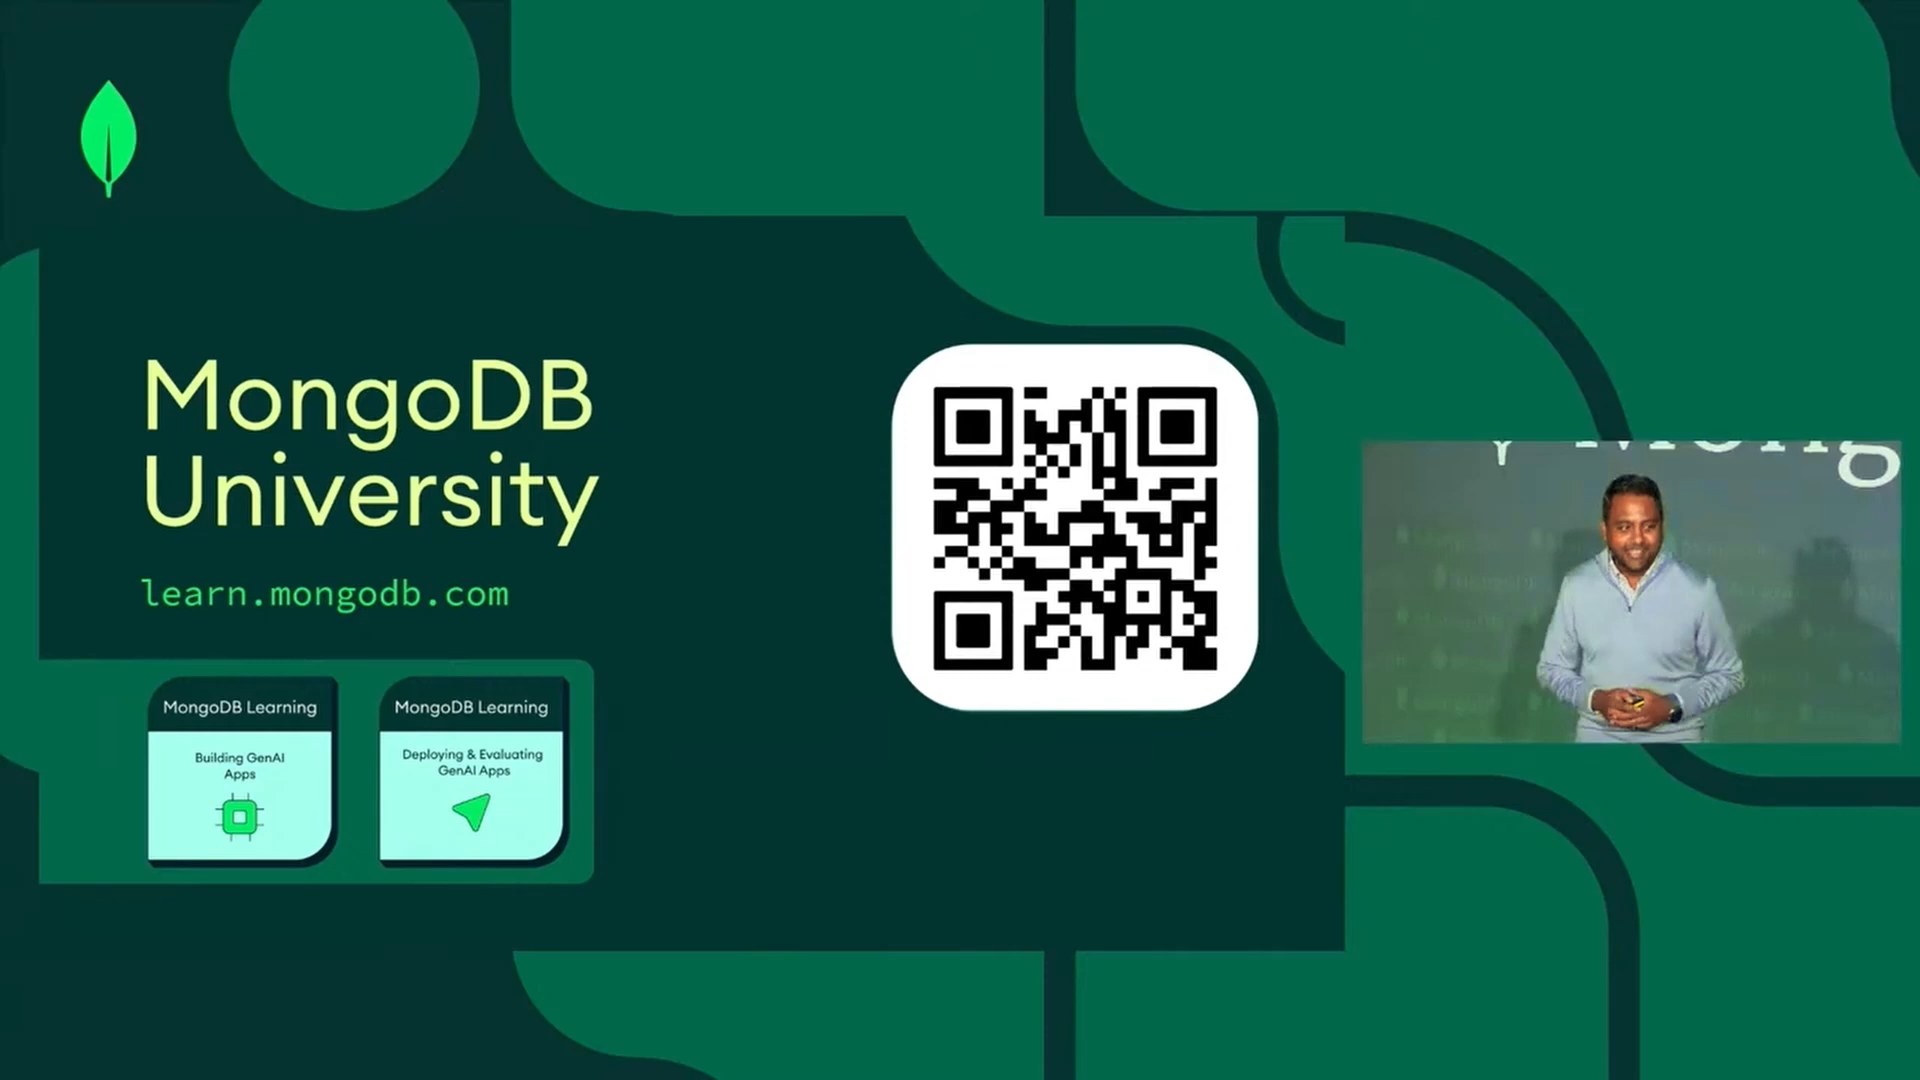 MongoDB
University
learn.mongodb.com
MongoDB Learning
Building GenAI
Apps
MongoDB Learning
Deploying & Evaluating
GenAI Apps